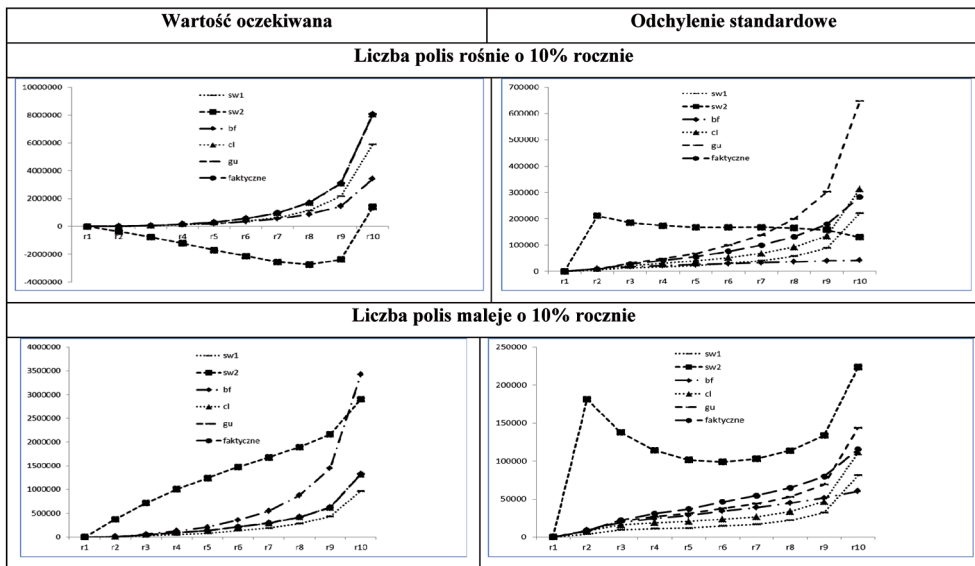 Wartość oczekiwana
Odchylenie standardowe
Liczba polis rośnie o 10% rocznie
10000000
8000000
6000000
4000000
2000000
0
-2000000
-4000000
r1 r2 r3 r4 r5 r6 r7 r8 r9 r10
sw1
sw2
bf
cl
gu
faktyczne
700000
600000
500000
400000
300000
200000
100000
0
r1 r2 r3 r4 r5 r6 r7 r8 r9 r10
sw1
sw2
bf
cl
gu
faktyczne
Liczba polis maleje o 10% rocznie
4000000
3500000
3000000
2500000
2000000
1500000
1000000
500000
0
r1 r2 r3 r4 r5 r6 r7 r8 r9 r10
sw1
sw2
bf
cl
gu
faktyczne
250000
200000
150000
100000
50000
0
r1 r2 r3 r4 r5 r6 r7 r8 r9 r10
sw1
sw2
bf
cl
gu
faktyczne